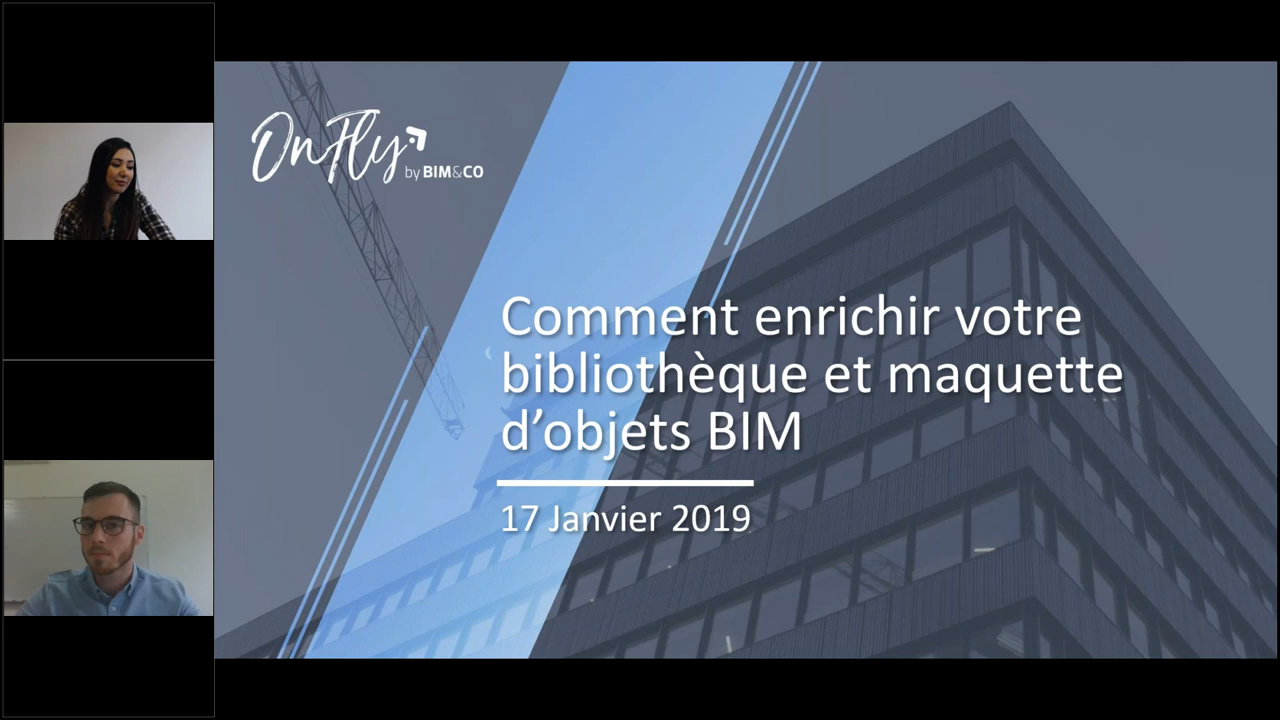 OnFly
by BIM&CO
Comment enrichir votre
bibliothèque et maquette
d’objets BIM
17 Janvier 2019